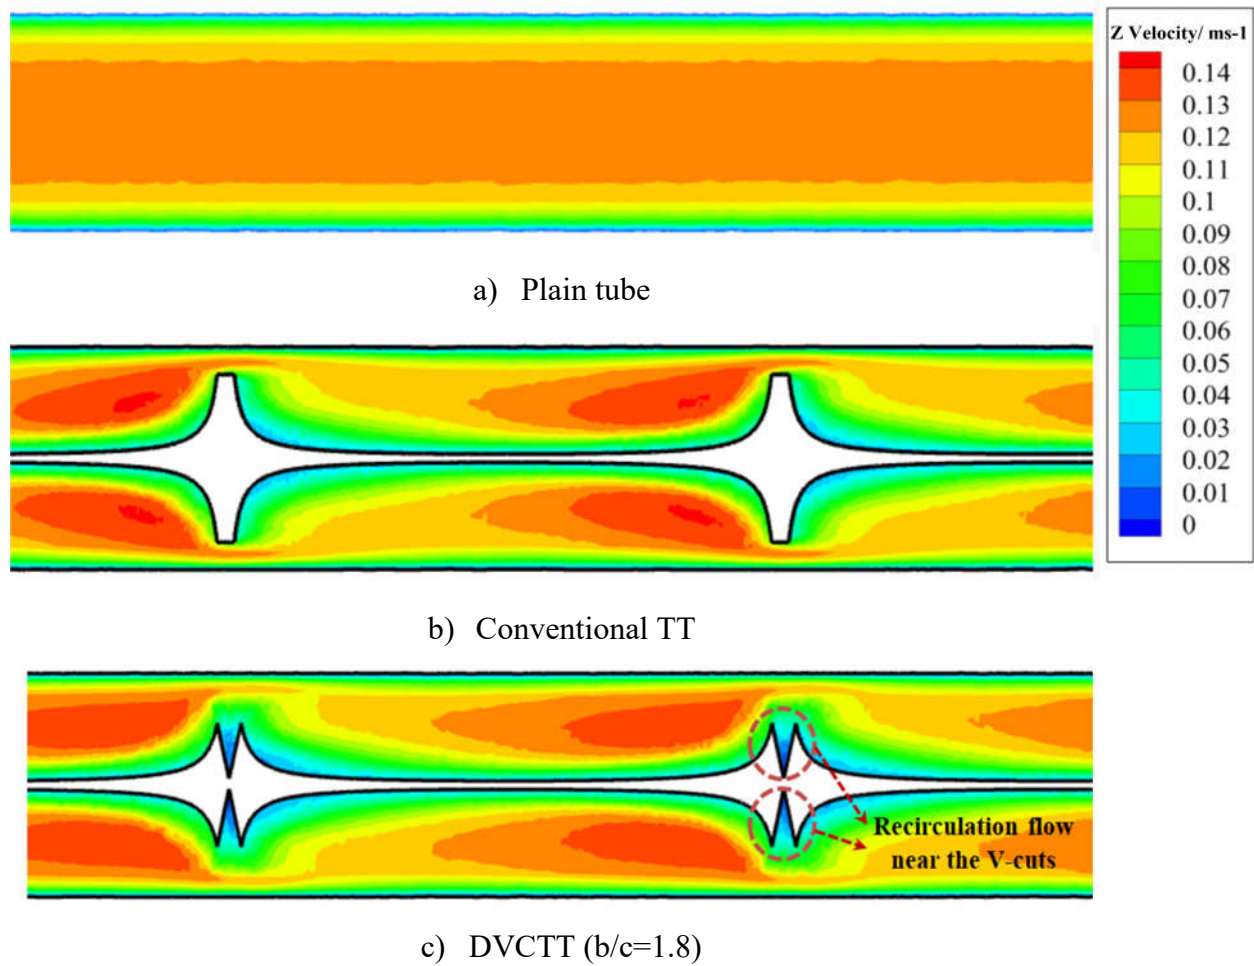 Z Velocity/ ms-1
0.14
0.13
0.12
0.11
0.1
0.09
0.08
0.07
0.06
0.05
0.04
0.03
0.02
0.01
0
a) Plain tube
b) Conventional TT
Recirculation flow
near the V-cuts
c) DVCTT (b/c=1.8)